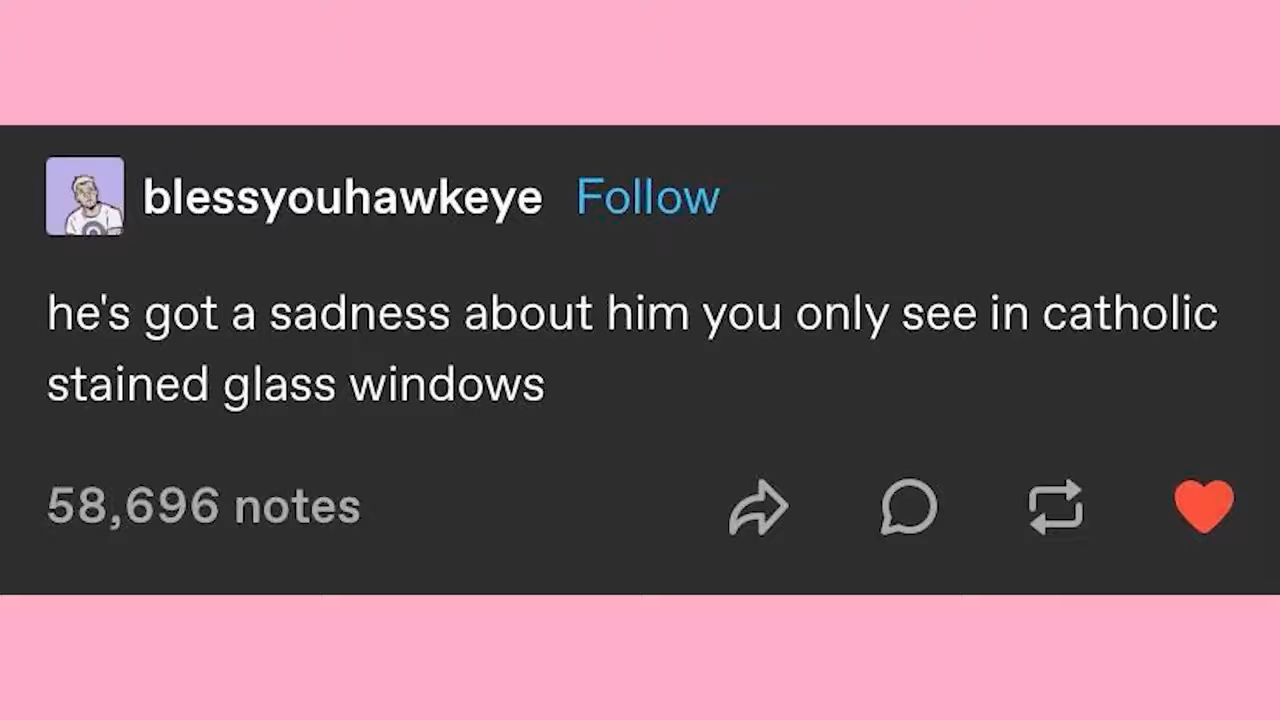 blessyouhawkeye Follow
he's got a sadness about him you only see in catholic
stained glass windows
58,696 notes